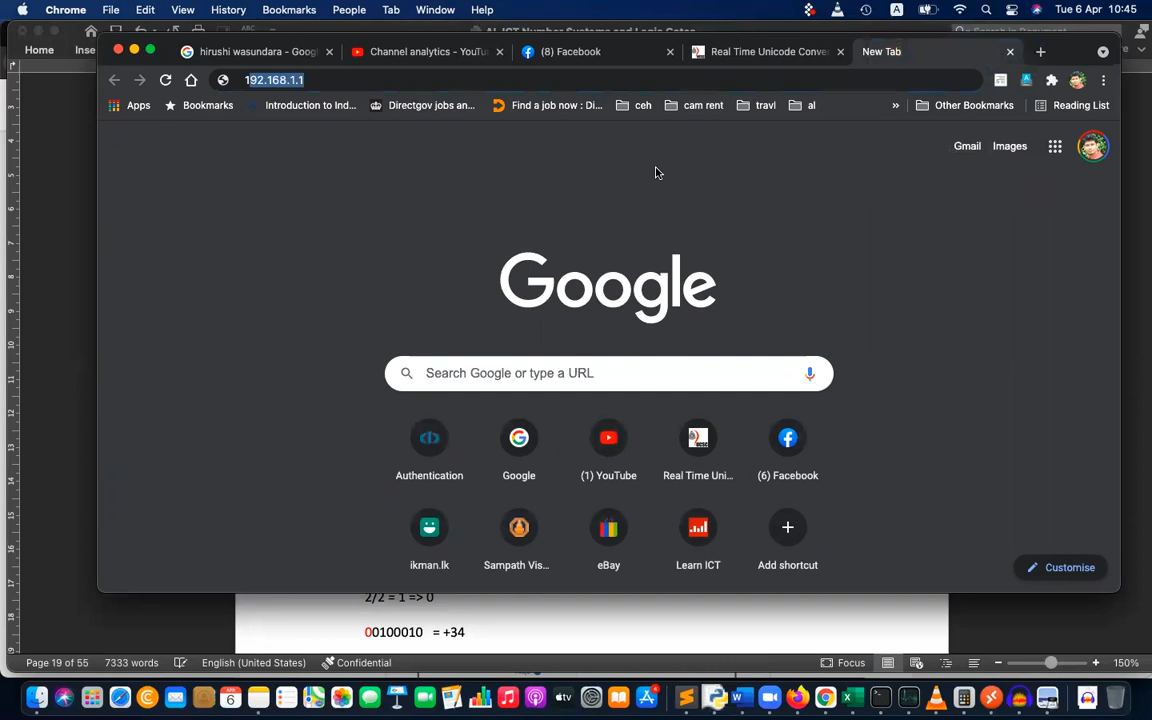 Chrome File Edit View History Bookmarks People Tab Window Help A Tue 6 Apr 10:45
Home Inse
hirushi wasundara - Googl Channel analytics - YouTu (8) Facebook Real Time Unicode Conver New Tab
192.168.1.1
Apps Bookmarks Introduction to Ind... Directgov jobs an... Find a job now : Di... ceh cam rent travl al » Other Bookmarks Reading List
Gmail Images
Google
Search Google or type a URL
Authentication Google (1) YouTube Real Time Uni... (6) Facebook
ikman.lk Sampath Vis... eBay Learn ICT Add shortcut
Customise
2/2 = 1 => 0
00100010 = +34
Page 19 of 55 7333 words English (United States) Confidential Focus 150%